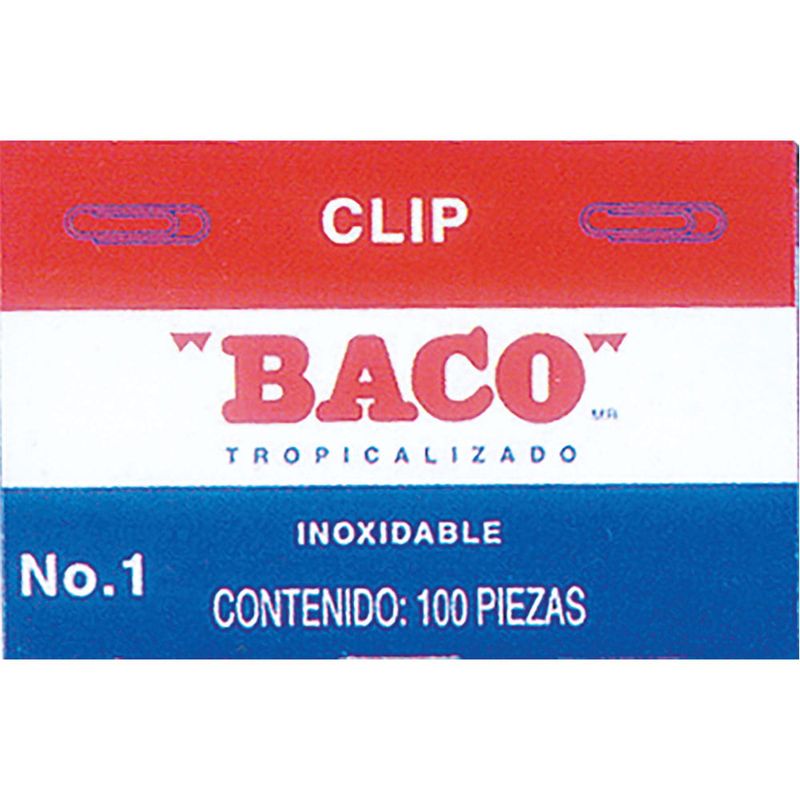 CLIP
"BACO"
MR
TROPICALIZADO
INOXIDABLE
No.1
CONTENIDO: 100 PIEZAS